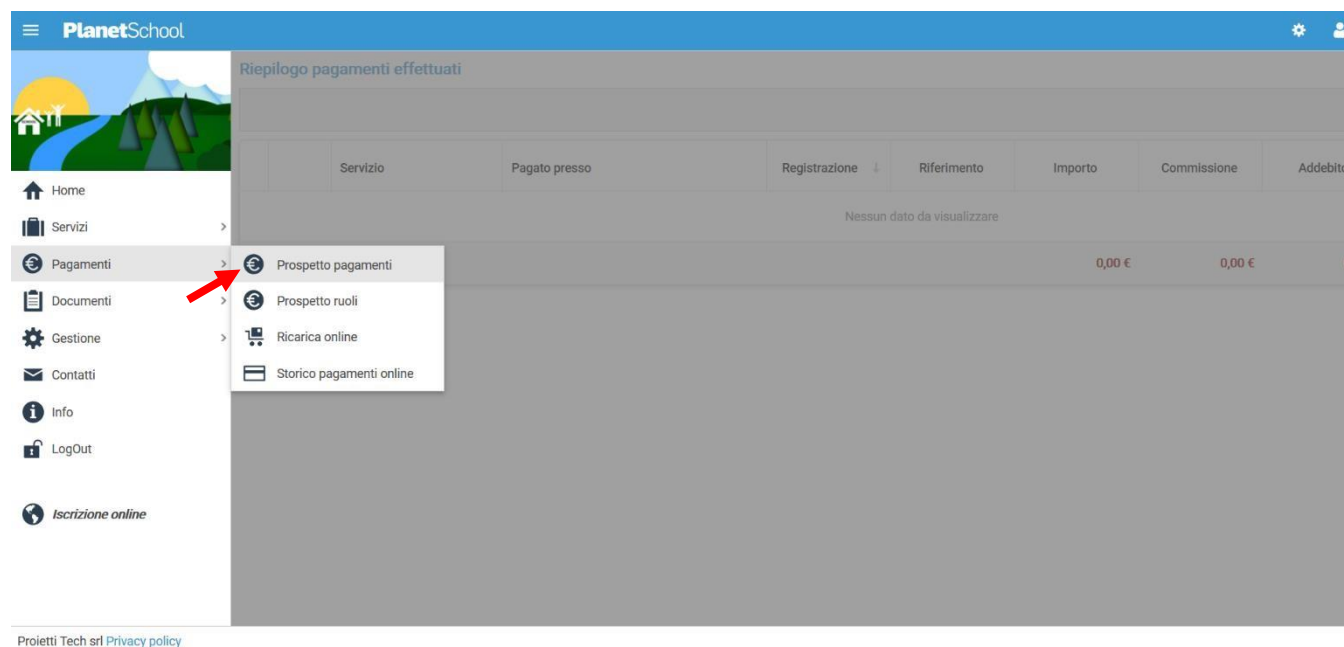 PlanetSchool
Riepilogo pagamenti effettuati
Servizio Pagato presso Registrazione Riferimento Importo Commissione Addebito
Nessun dato da visualizzare
0,00 € 0,00 €
Home
Servizi
Pagamenti
Documenti
Gestione
Contatti
Info
LogOut
Iscrizione online
Prospetto pagamenti
Prospetto ruoli
Ricarica online
Storico pagamenti online
Proietti Tech srl Privacy policy